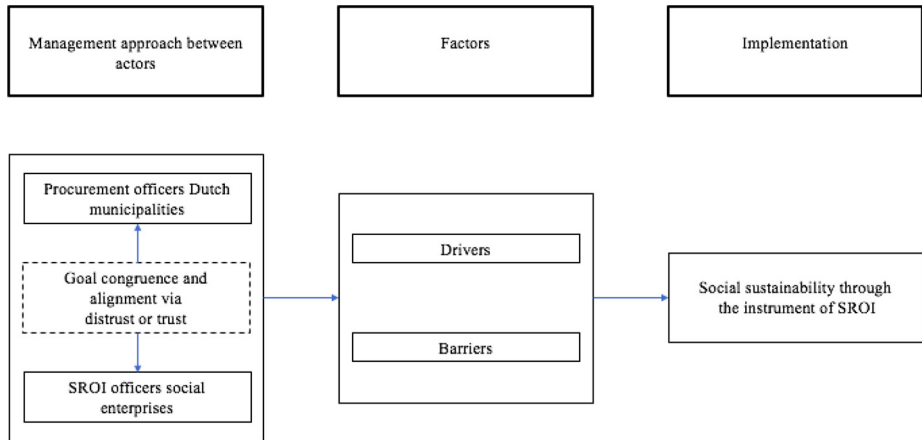 Management approach between
actors
Factors
Implementation
Procurement officers Dutch
municipalities
Goal congruence and
alignment via
distrust or trust
SROI officers social
enterprises
Drivers
Barriers
Social sustainability through
the instrument of SROI